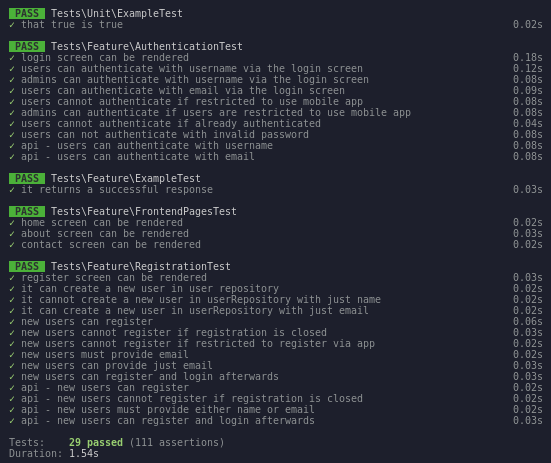 PASS Tests\Unit\ExampleTest
✓ that true is true 0.02s
PASS Tests\Feature\AuthenticationTest
✓ login screen can be rendered 0.18s
✓ users can authenticate with username via the login screen 0.12s
✓ admins can authenticate with username via the login screen 0.08s
✓ users can authenticate with email via the login screen 0.09s
✓ users cannot authenticate if restricted to use mobile app 0.08s
✓ admins can authenticate if users are restricted to use mobile app 0.08s
✓ users cannot authenticate if already authenticated 0.04s
✓ users can not authenticate with invalid password 0.08s
✓ api - users can authenticate with username 0.08s
✓ api - users can authenticate with email 0.08s
PASS Tests\Feature\ExampleTest
✓ it returns a successful response 0.03s
PASS Tests\Feature\FrontendPagesTest
✓ home screen can be rendered 0.02s
✓ about screen can be rendered 0.03s
✓ contact screen can be rendered 0.02s
PASS Tests\Feature\RegistrationTest
✓ register screen can be rendered 0.03s
✓ it can create a new user in user repository 0.02s
✓ it cannot create a new user in userRepository with just name 0.02s
✓ it can create a new user in userRepository with just email 0.02s
✓ new users can register 0.06s
✓ new users cannot register if registration is closed 0.03s
✓ new users cannot register if restricted to register via app 0.02s
✓ new users must provide email 0.02s
✓ new users can provide just email 0.03s
✓ new users can register and login afterwards 0.03s
✓ api - new users can register 0.02s
✓ api - new users cannot register if registration is closed 0.02s
✓ api - new users must provide either name or email 0.02s
✓ api - new users can register and login afterwards 0.03s
Tests: 29 passed (111 assertions)
Duration: 1.54s